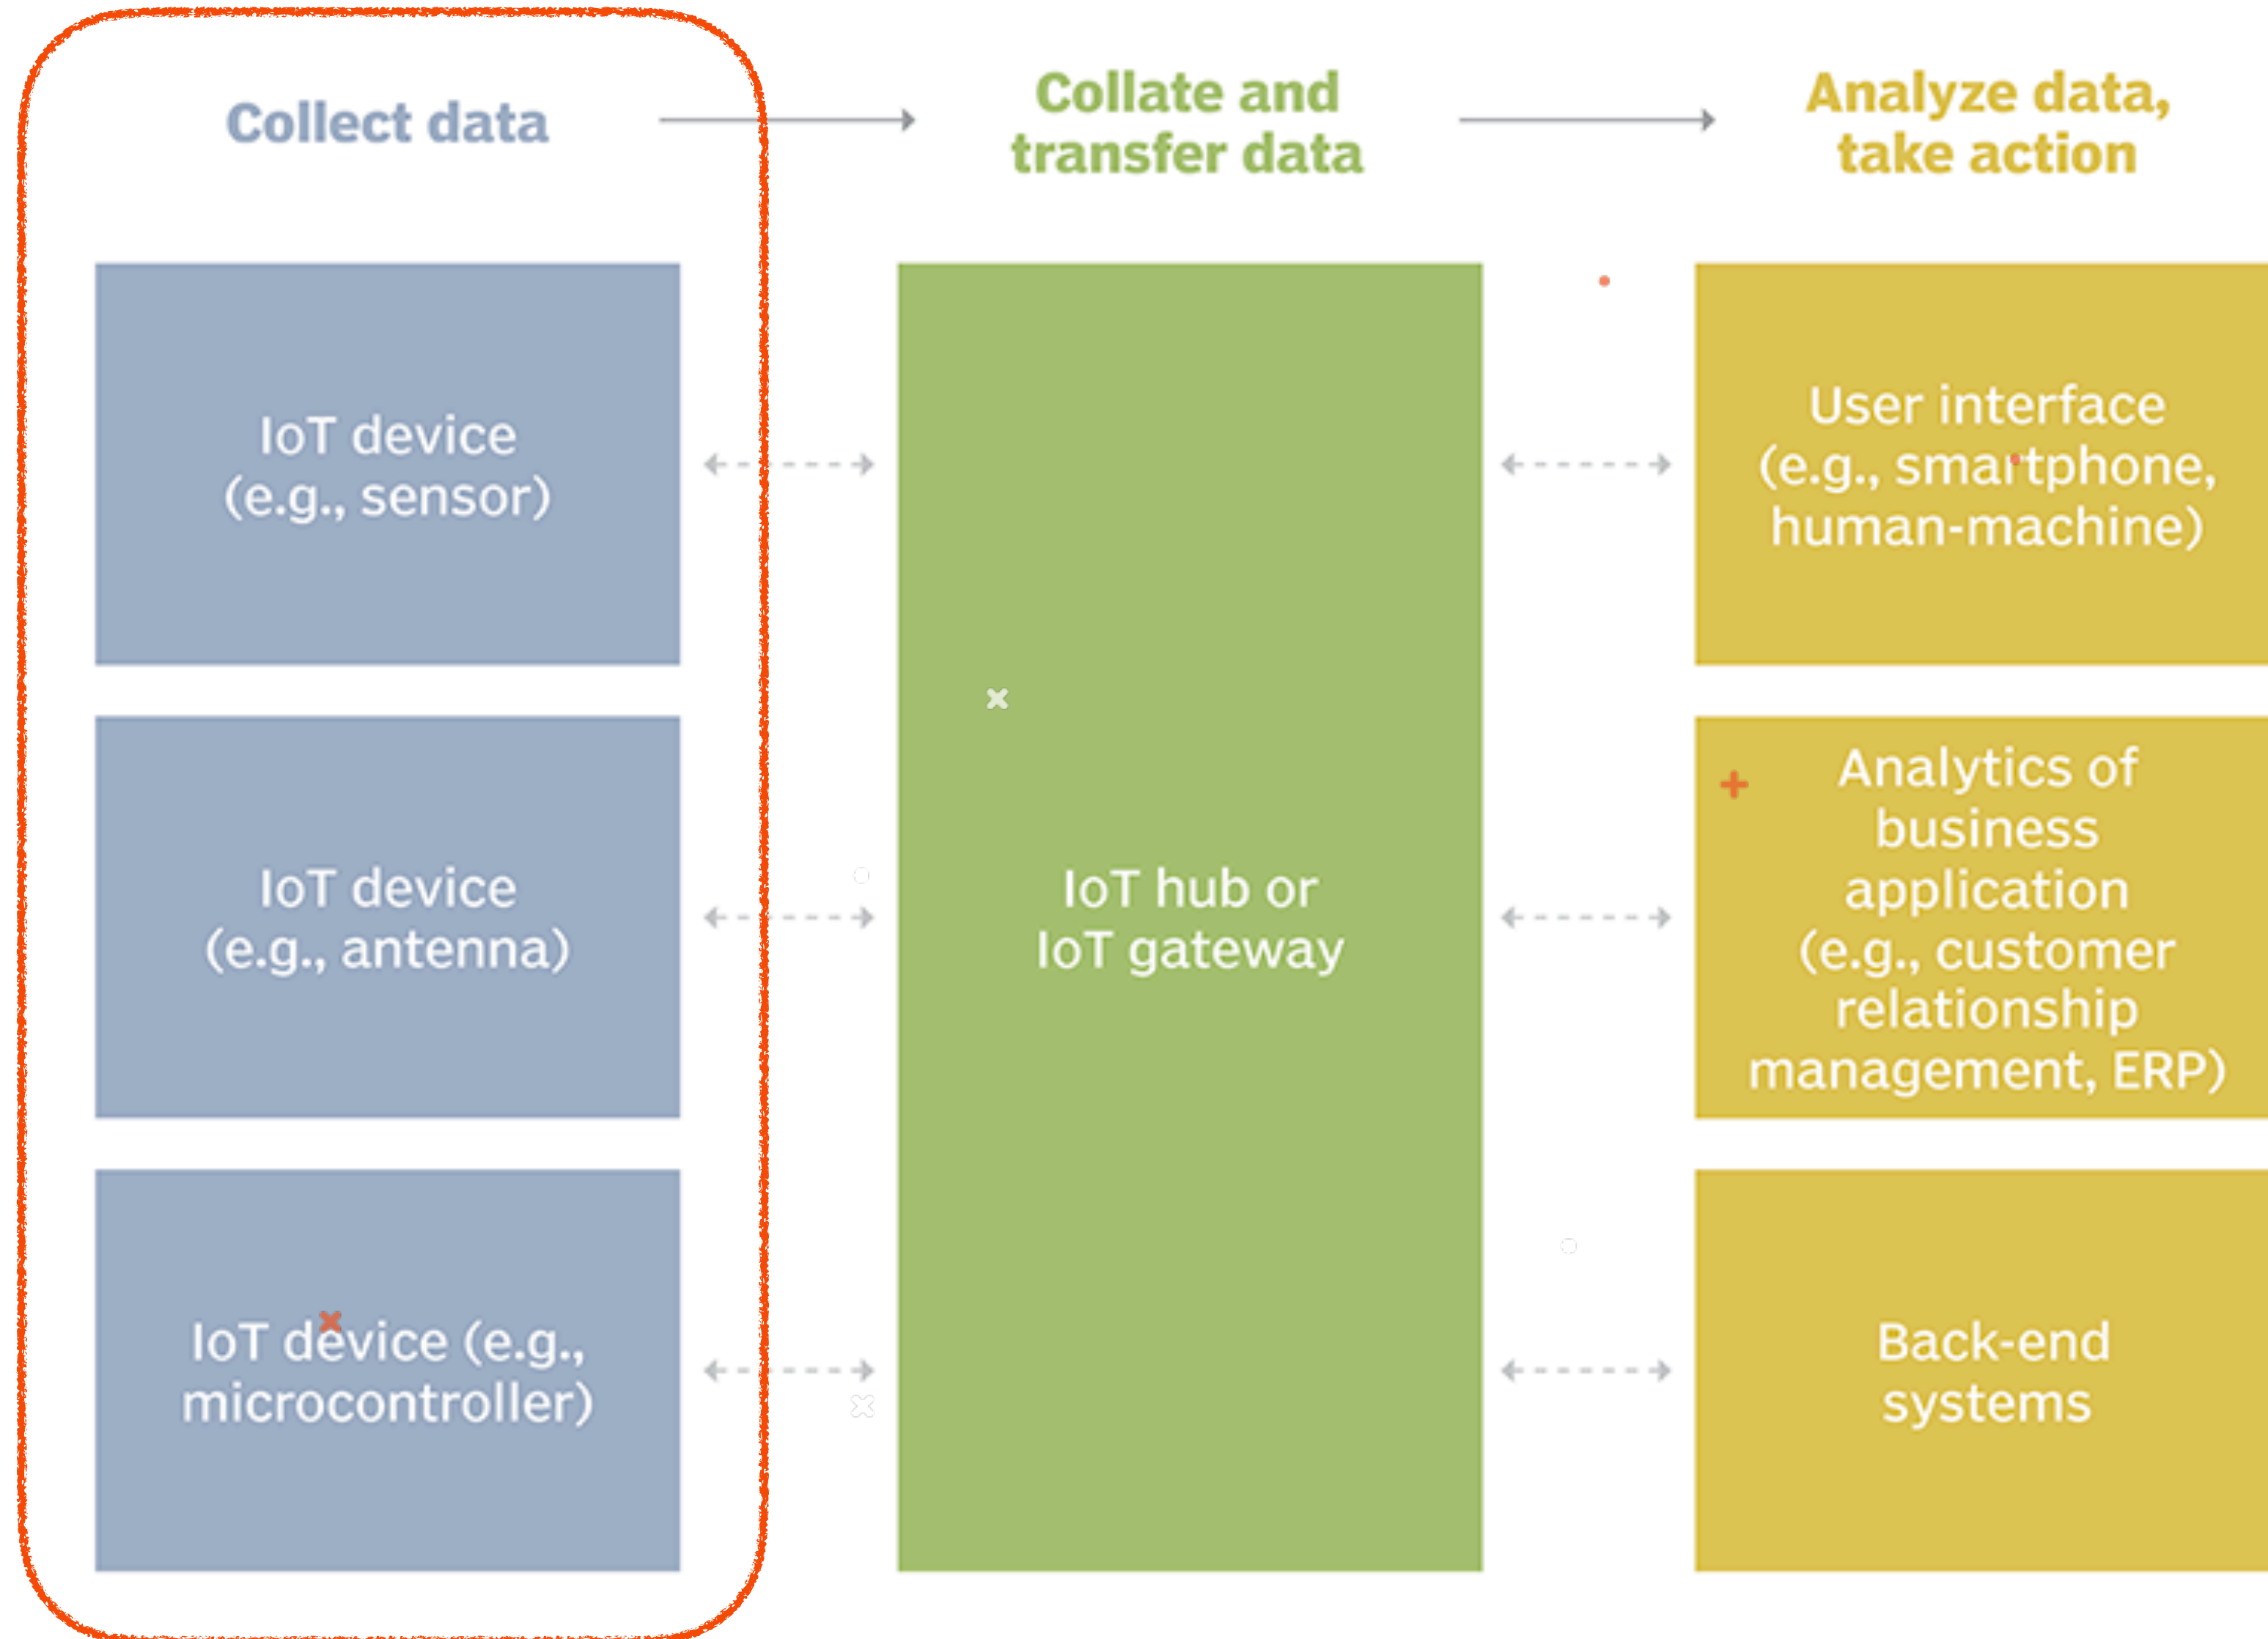 Collect data
Collate and
transfer data
Analyze data,
take action
IoT device
(e.g., sensor)
IoT device
(e.g., antenna)
IoT device (e.g.,
microcontroller)
IoT hub or
IoT gateway
User interface
(e.g., smartphone,
human-machine)
Analytics of
business
application
(e.g., customer
relationship
management, ERP)
Back-end
systems